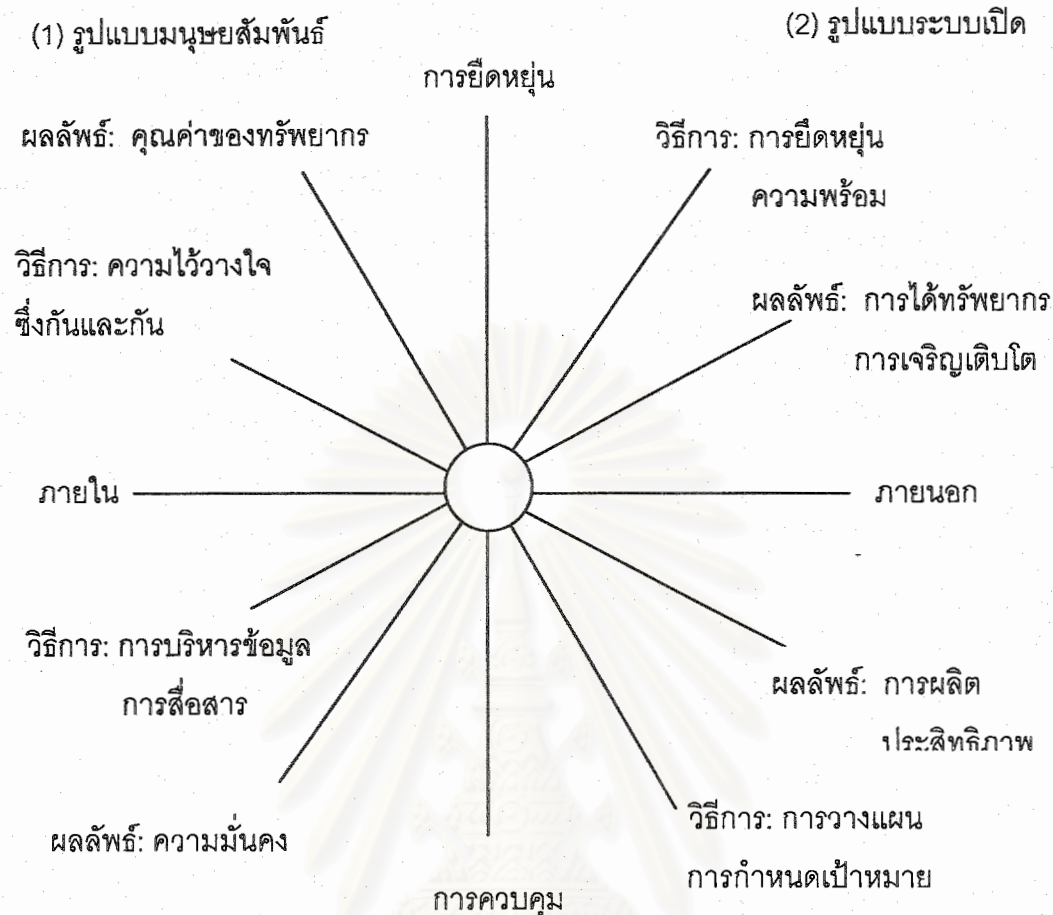 (1) รูปแบบมนุษยสัมพันธ์
(2) รูปแบบระบบเปิด
การยืดหยุ่น
ผลลัพธ์: คุณค่าของทรัพยากร
วิธีการ: การยืดหยุ่น
ความพร้อม
วิธีการ: ความไว้วางใจ
ซึ่งกันและกัน
ผลลัพธ์: การได้ทรัพยากร
การเจริญเติบโต
ภายใน
ภายนอก
วิธีการ: การบริหารข้อมูล
การสื่อสาร
ผลลัพธ์: การผลิต
ประสิทธิภาพ
ผลลัพธ์: ความมั่นคง
วิธีการ: การวางแผน
การกำหนดเป้าหมาย
การควบคุม